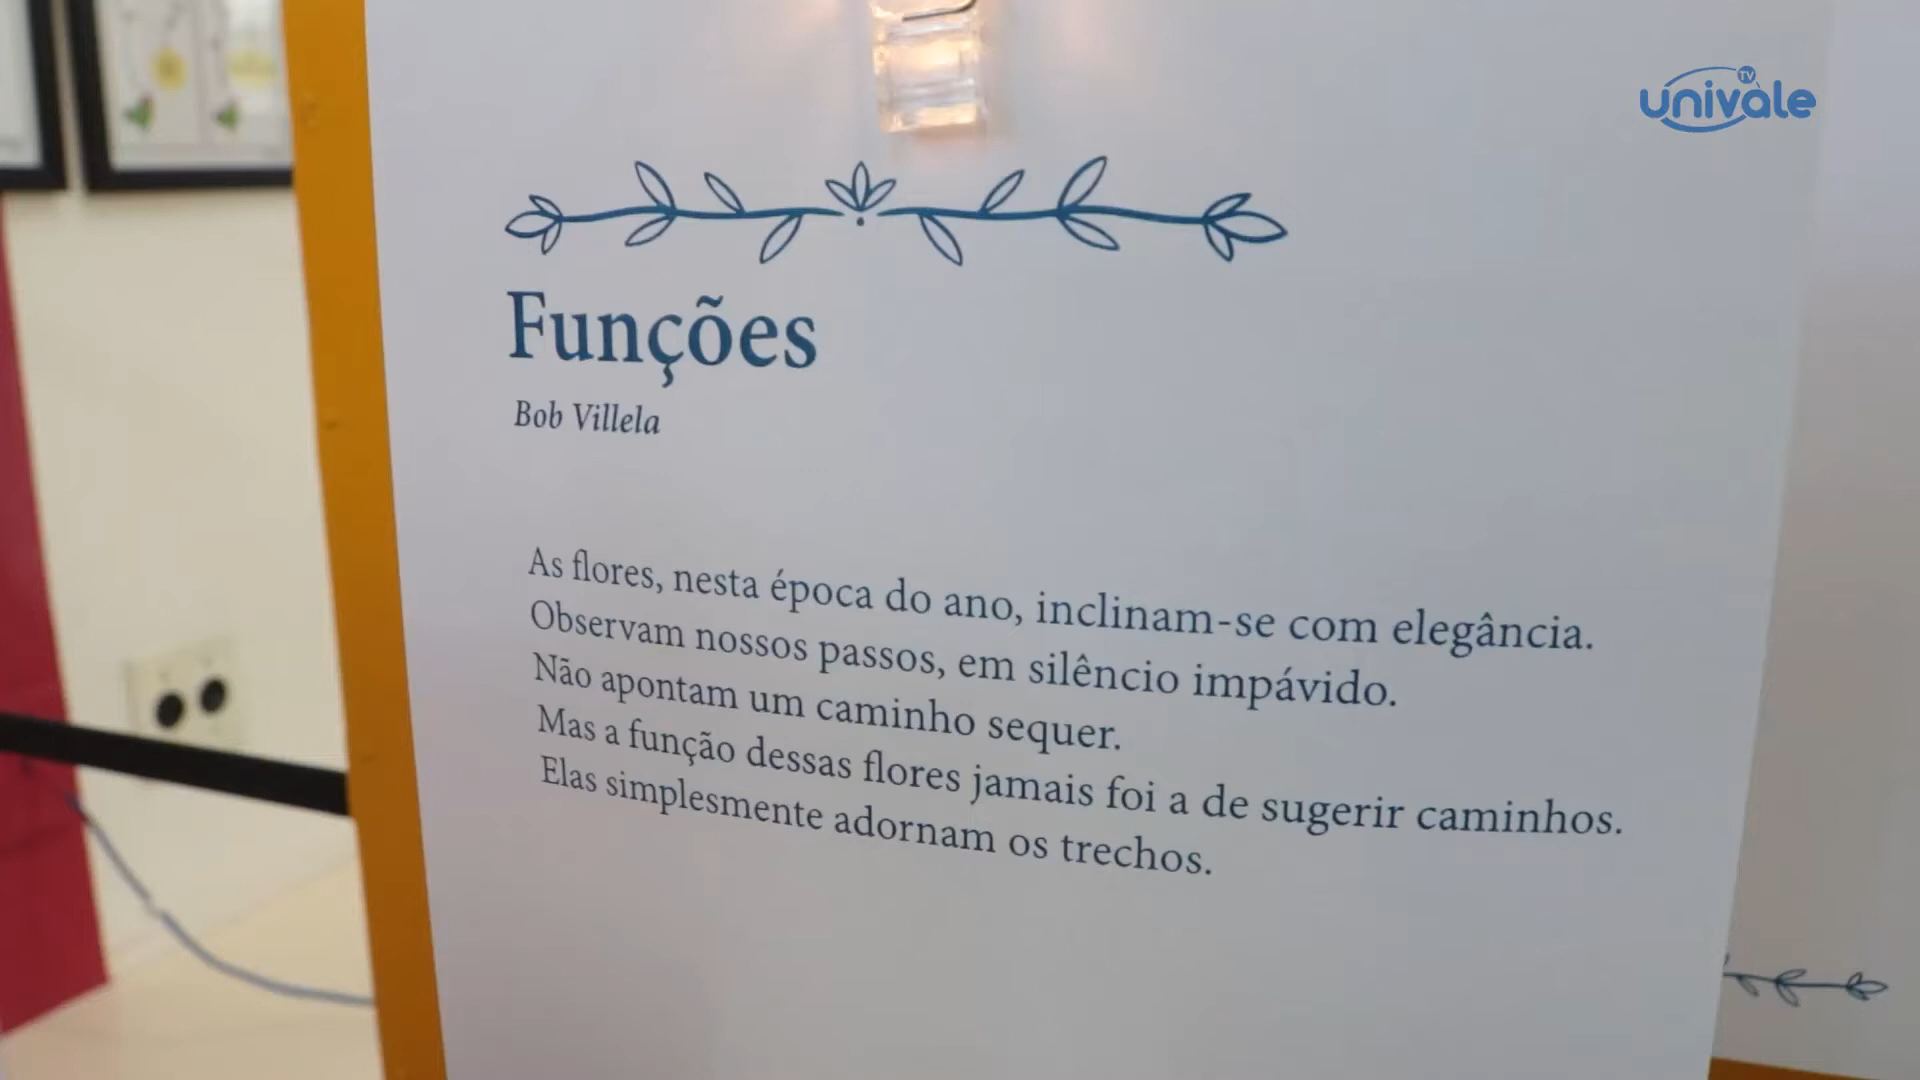 TV
univale
Funções
Bob Villela
As flores, nesta época do ano, inclinam-se com elegância.
Observam nossos passos, em silêncio impávido.
Não apontam um caminho sequer.
Mas a função dessas flores jamais foi a de sugerir caminhos.
Elas simplesmente adornam os trechos.